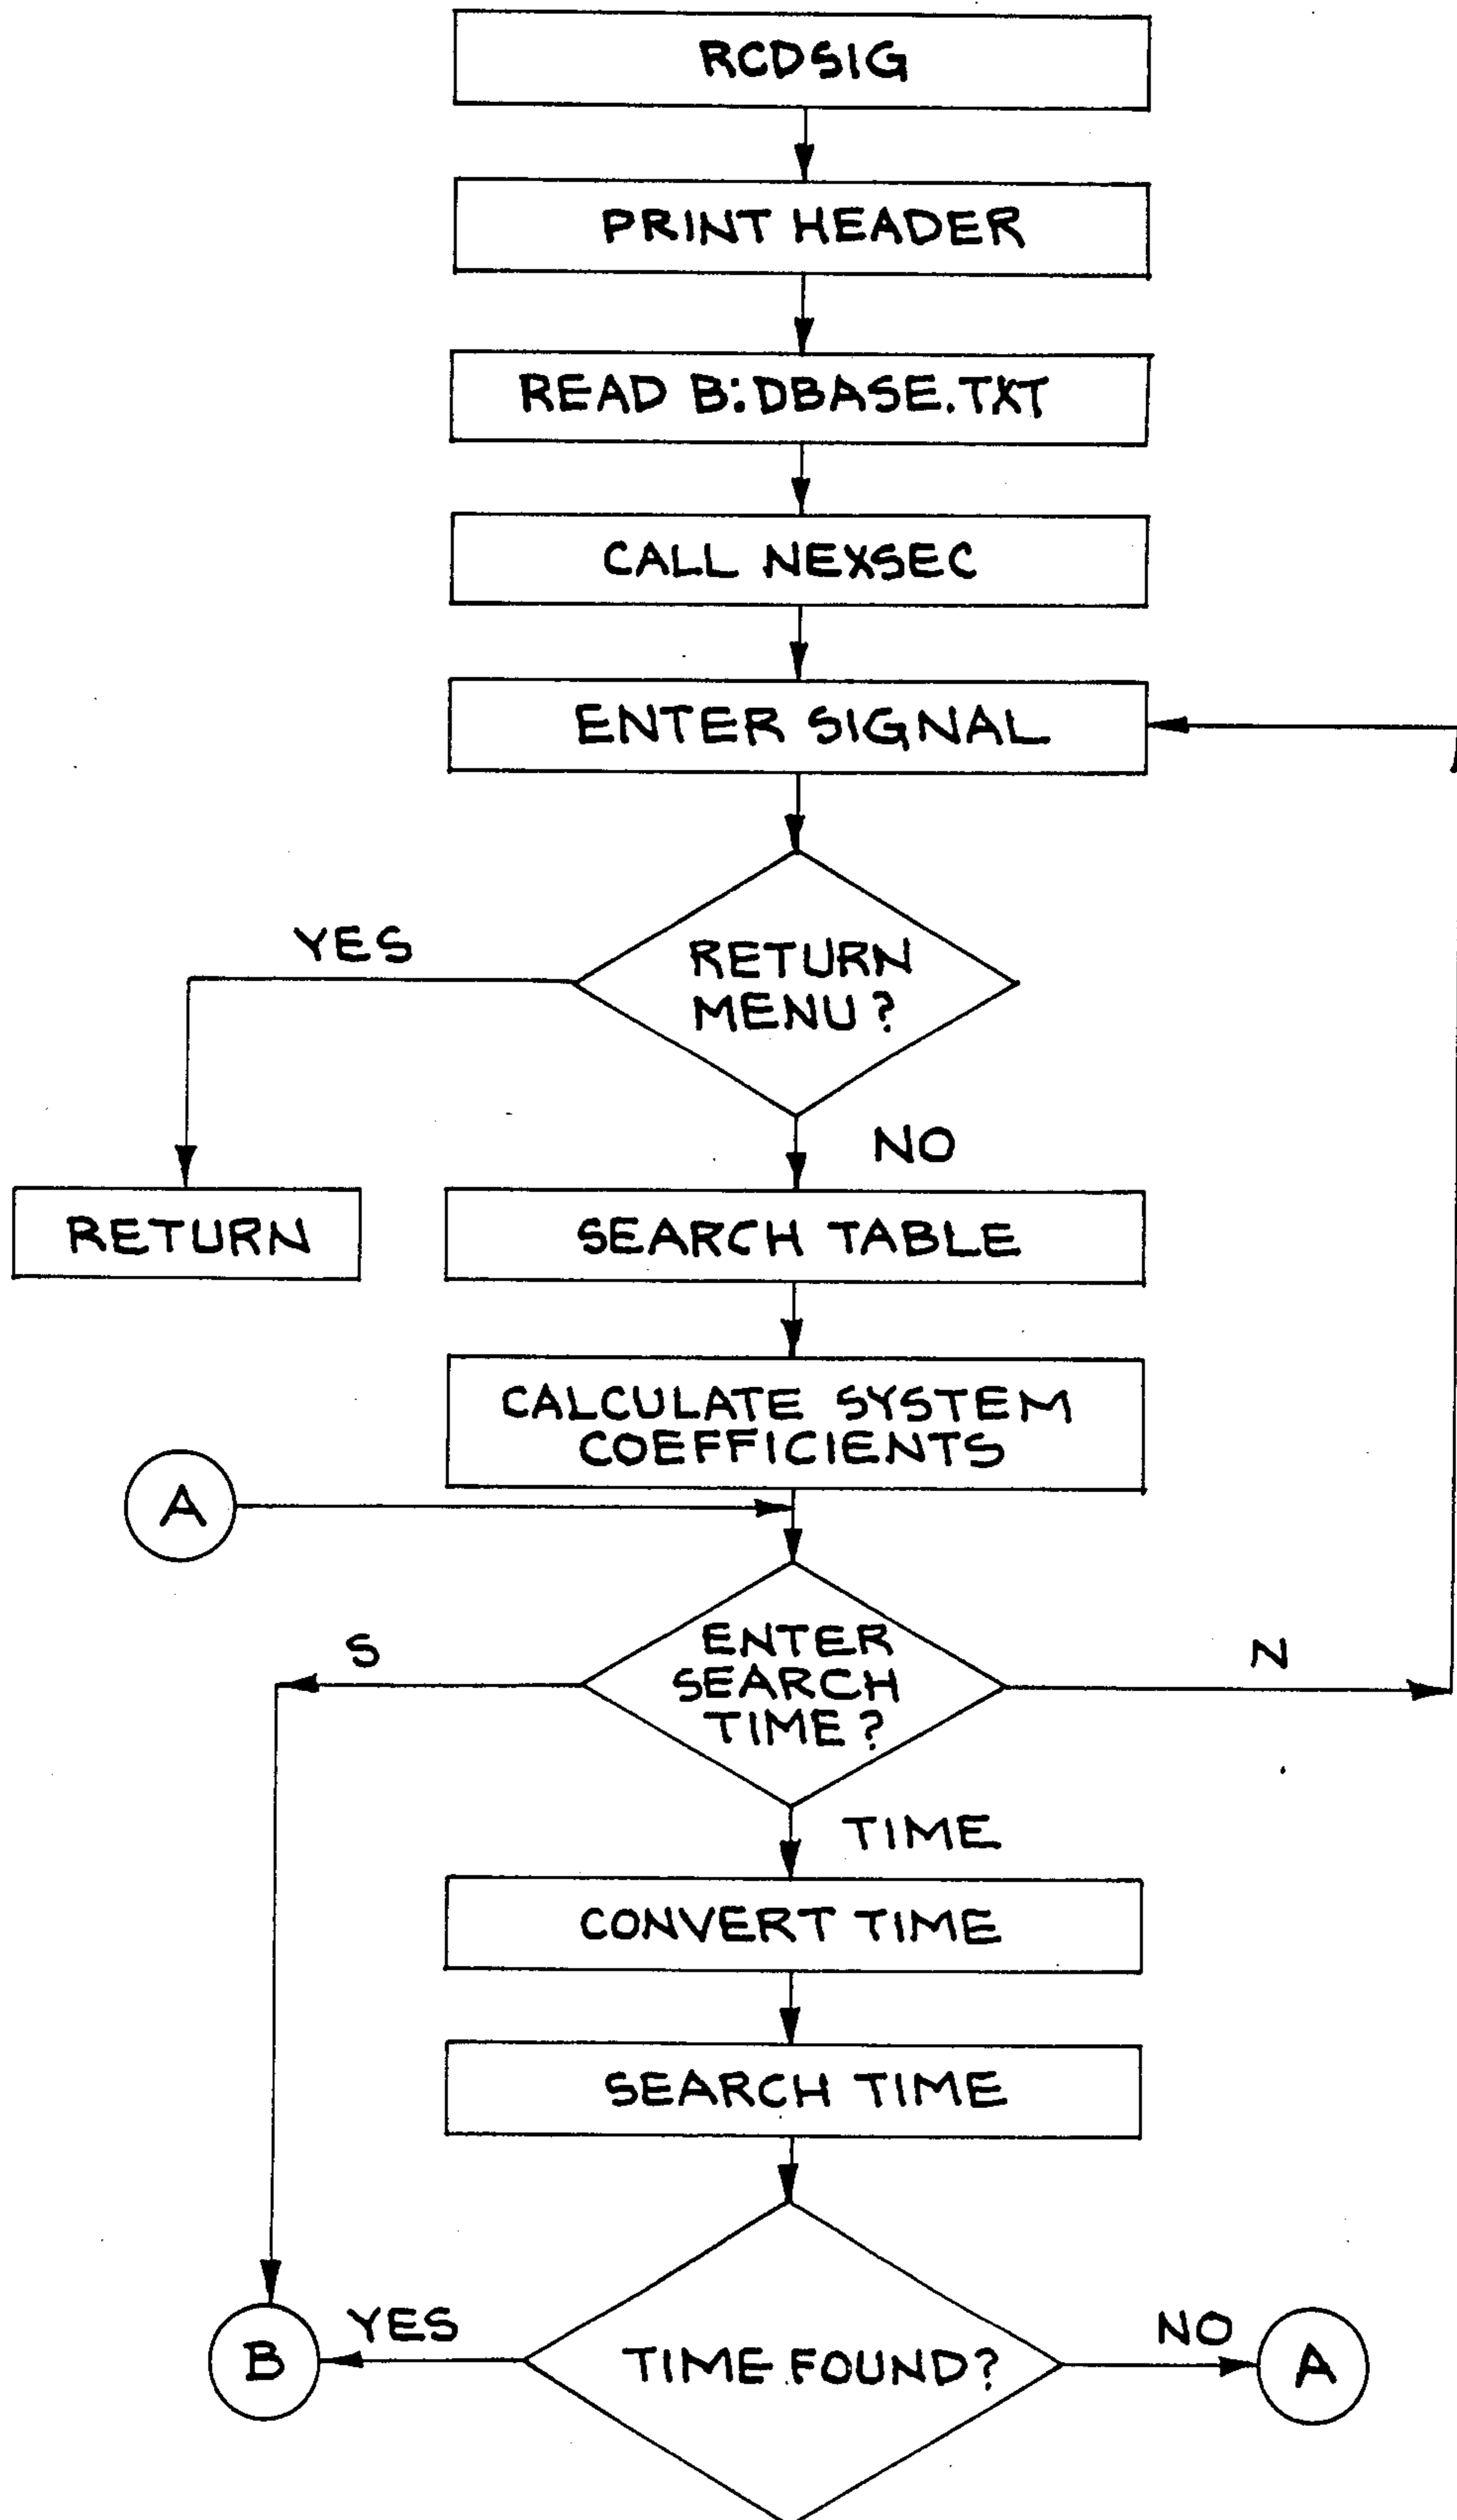 RCDSIG
PRINT HEADER
READ B:DBASE.TXT
CALL NEXSEC
ENTER SIGNAL
YES
RETURN
MENU?
NO
RETURN
SEARCH TABLE
CALCULATE SYSTEM
COEFFICIENTS
A
S
ENTER
SEARCH
TIME?
N
TIME
CONVERT TIME
SEARCH TIME
B
YES
TIME FOUND?
NO
A